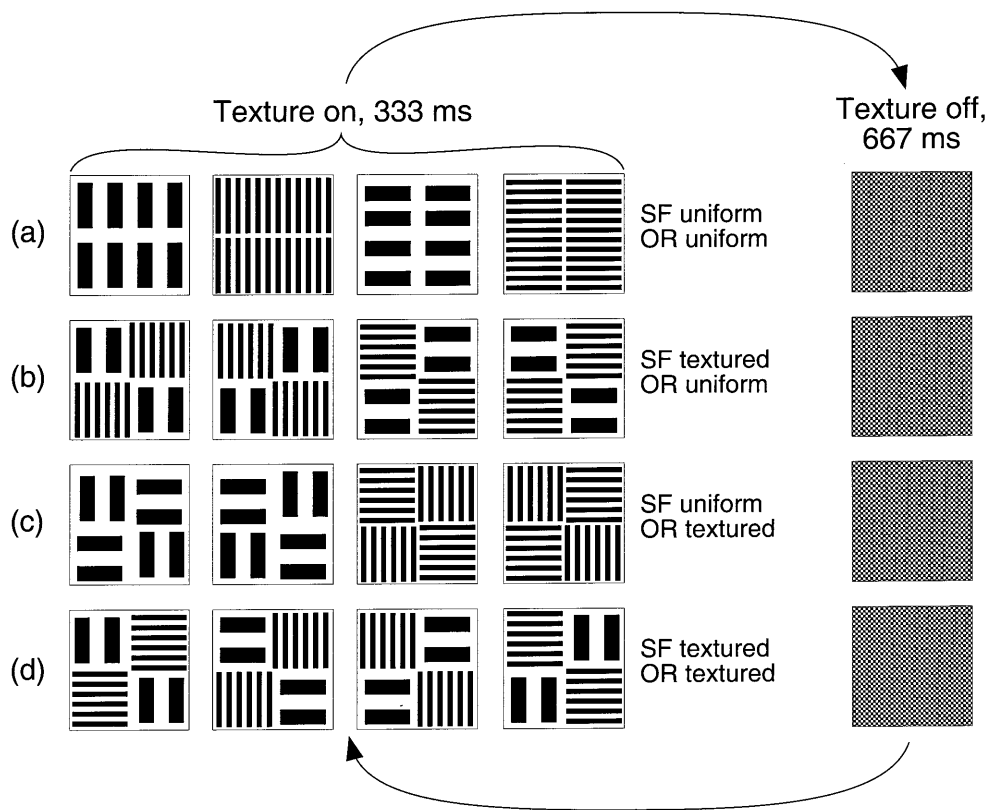 Texture on, 333 ms
Texture off,
667 ms
(a)
SF uniform
OR uniform
(b)
SF textured
OR uniform
(c)
SF uniform
OR textured
(d)
SF textured
OR textured